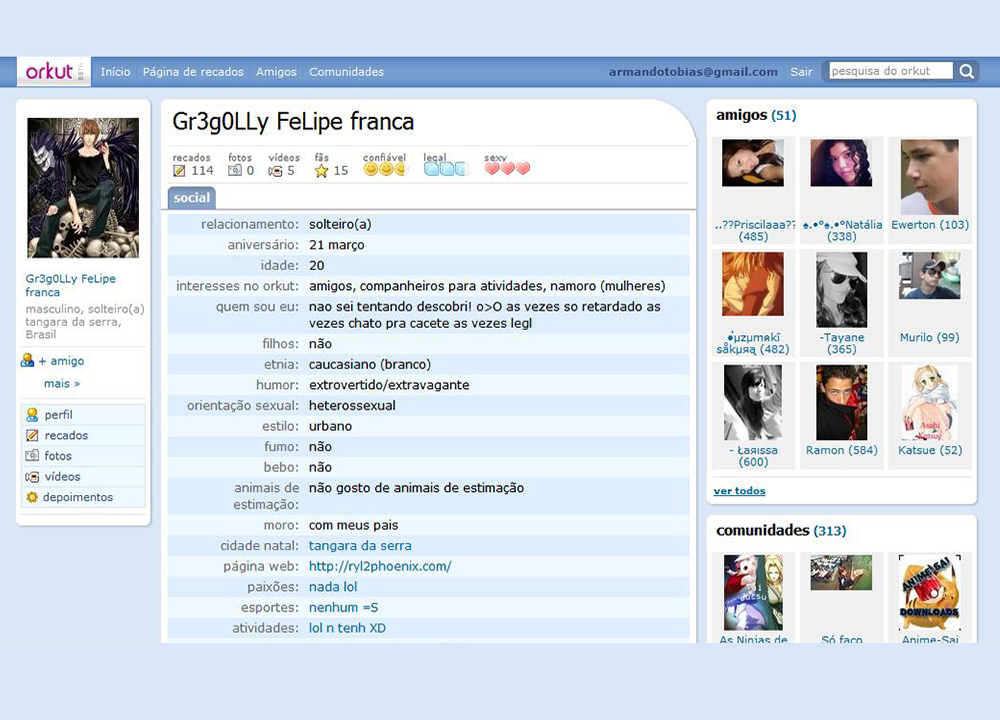 orkut BETA
Início Página de recados Amigos Comunidades
armandotobias@gmail.com Sair pesquisa do orkut
Gr3g0LLy FeLipe
franca
masculino, solteiro(a)
tangara da serra,
Brasil
+ amigo
mais »
perfil
recados
fotos
vídeos
depoimentos
Gr3g0LLy FeLipe franca
recados fotos vídeos fãs confiável legal sexy
114 0 5 15
social
relacionamento: solteiro(a)
aniversário: 21 março
idade: 20
interesses no orkut: amigos, companheiros para atividades, namoro (mulheres)
quem sou eu: nao sei tentando descobri! o>O as vezes so retardado as
vezes chato pra cacete as vezes legl
filhos: não
etnia: caucasiano (branco)
humor: extrovertido/extravagante
orientação sexual: heterossexual
estilo: urbano
fumo: não
bebo: não
animais de estimação: não gosto de animais de estimação
moro: com meus pais
cidade natal: tangara da serra
página web: http://ryl2phoenix.com/
paixões: nada lol
esportes: nenhum =S
atividades: lol n tenh XD
amigos (51)
..??Priscilaaa??
(485)
♠.•°♠.•°Natália
(338)
Ewerton (103)
(482)
-Tayane
(365)
Murilo (99)
- Łaяıssa
(600)
Ramon (584)
Asahi
Katsue
Katsue (52)
ver todos
comunidades (313)
ANIME-SAI
DOWNLOADS
As Ninjas de
Só faço
Anime-Sai